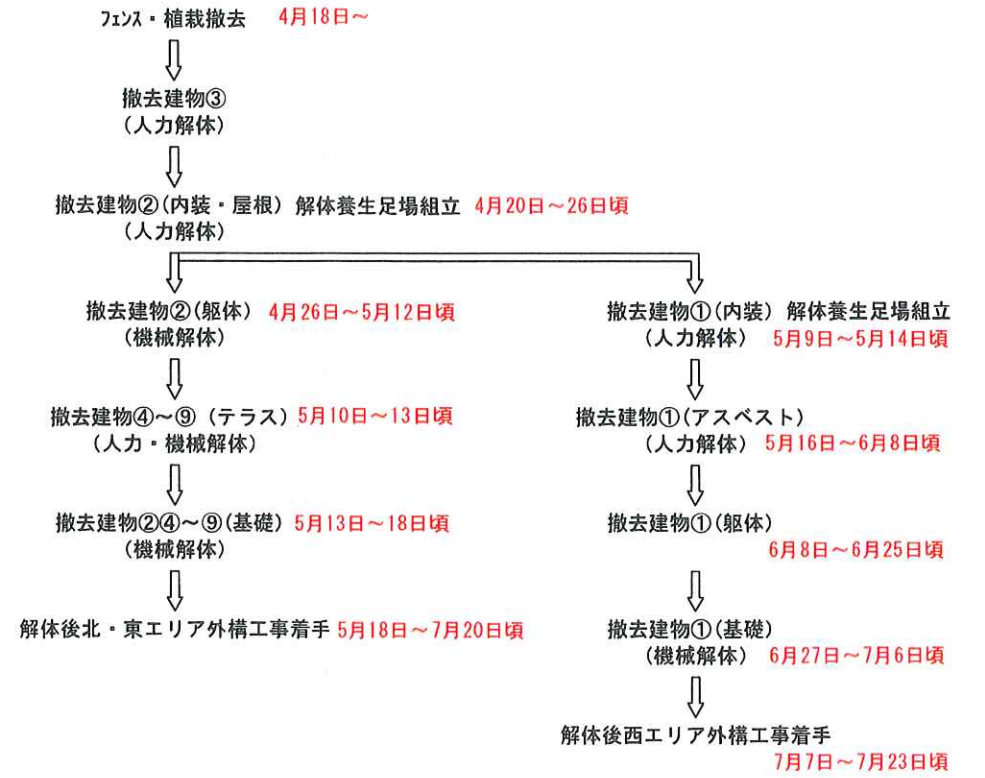 ﾌｪﾝｽ・植栽撤去 4月18日～
撤去建物③
(人力解体)
撤去建物②(内装・屋根) 解体養生足場組立 4月20日～26日頃
(人力解体)
撤去建物②(躯体) 4月26日～5月12日頃
(機械解体)
撤去建物①(内装) 解体養生足場組立
(人力解体) 5月9日～5月14日頃
撤去建物④～⑨ (テラス) 5月10日～13日頃
(人力・機械解体)
撤去建物①(アスベスト)
(人力解体) 5月16日～6月8日頃
撤去建物②④～⑨(基礎) 5月13日～18日頃
(機械解体)
撤去建物①(躯体)
6月8日～6月25日頃
解体後北・東エリア外構工事着手 5月18日～7月20日頃
撤去建物①(基礎)
(機械解体) 6月27日～7月6日頃
解体後西エリア外構工事着手
7月7日～7月23日頃